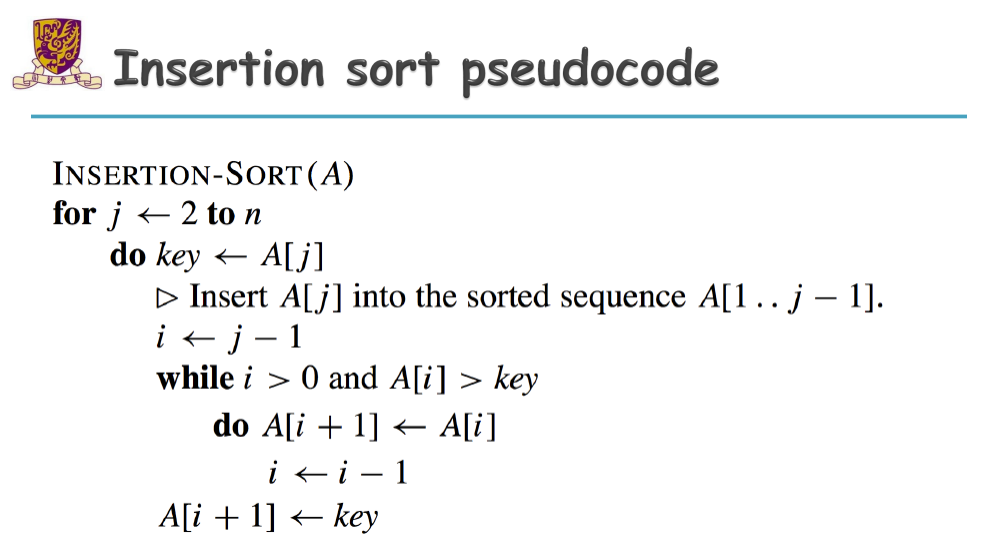 Insertion sort pseudocode
INSERTION-SORT(A)
for j ← 2 to n
do key ← A[j]
▷ Insert A[j] into the sorted sequence A[1 . . j − 1].
i ← j − 1
while i > 0 and A[i] > key
do A[i + 1] ← A[i]
i ← i − 1
A[i + 1] ← key